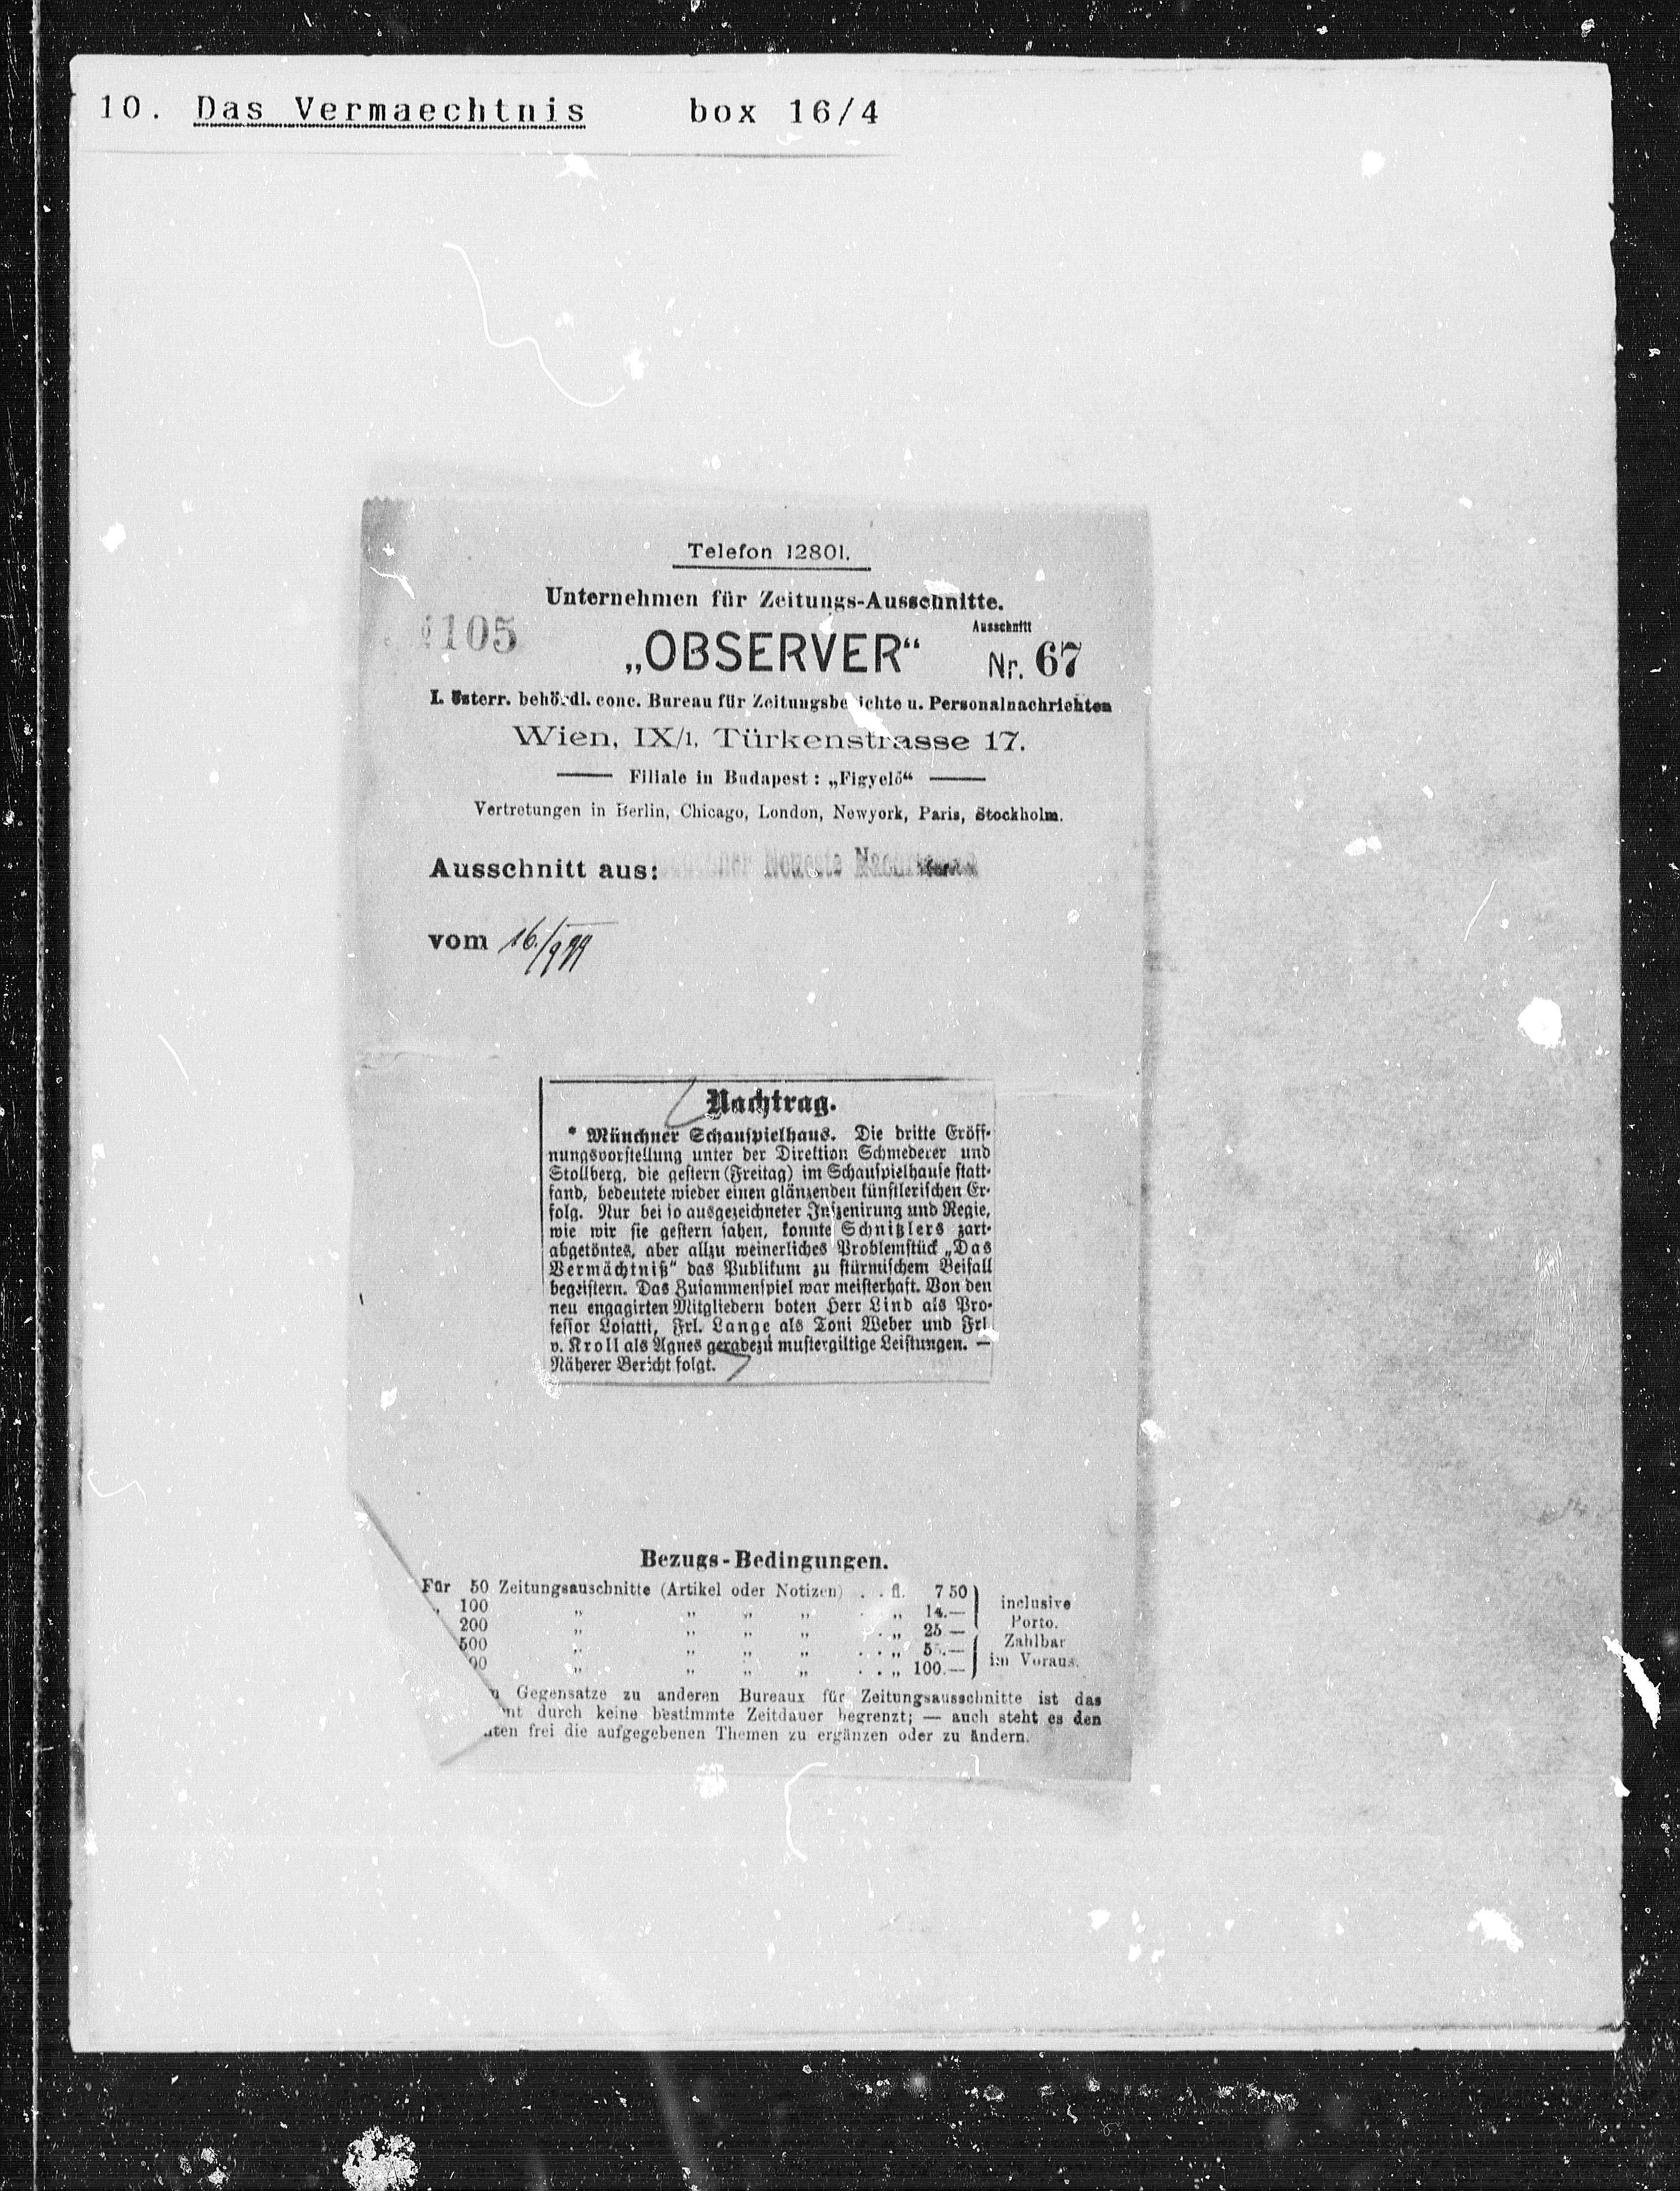 10. Das Vermaechtnis box 16/4
Telefon 12801.
Unternehmen für Zeitungs-Ausschnitte.
105
Ausschnitt
„OBSERVER“ Nr. 67
I. österr. behördl. conc. Bureau für Zeitungsberichte u. Personalnachrichten
Wien, IX/1, Türkenstrasse 17.
Filiale in Budapest: „Figyelő“
Vertretungen in Berlin, Chicago, London, Newyork, Paris, Stockholm.
Ausschnitt aus: Neueste
vom 16./9 99
Nachtrag.
* Münchner Schauspielhaus. Die dritte Eröff-
nungsvorstellung unter der Direktion Schmederer und
Stollberg, die gestern (Freitag) im Schauspielhause statt-
fand, bedeutete wieder einen glänzenden künstlerischen Er-
folg. Nur bei so ausgezeichneter Inszenirung und Regie,
wie wir sie gestern sahen, konnte Schnitzlers zart-
abgetöntes, aber allzu weinerliches Problemstück „Das
Vermächtniß“ das Publikum zu stürmischem Beifall
begeistern. Das Zusammenspiel war meisterhaft. Von den
neu engagirten Mitgliedern boten Herr Lind als Pro-
fessor Losatti, Frl. Lange als Toni Weber und Frl.
v. Kroll als Agnes geradezu mustergiltige Leistungen. —
Näherer Bericht folgt.
Bezugs-Bedingungen.
Für 50 Zeitungsauschnitte (Artikel oder Notizen) . . fl. 7 50 inclusive
„ 100 „ „ „ „ . „ 14.— Porto.
200 „ „ „ „ . „ 25 — Zahlbar
500 „ „ „ „ . . „ 5 .— im Voraus.
00 „ „ „ „ . . „ 100.—
Gegensatze zu anderen Bureaux für Zeitungsausschnitte ist das
nt durch keine bestimmte Zeitdauer begrenzt; — auch steht es den
nten frei die aufgegebenen Themen zu ergänzen oder zu ändern.